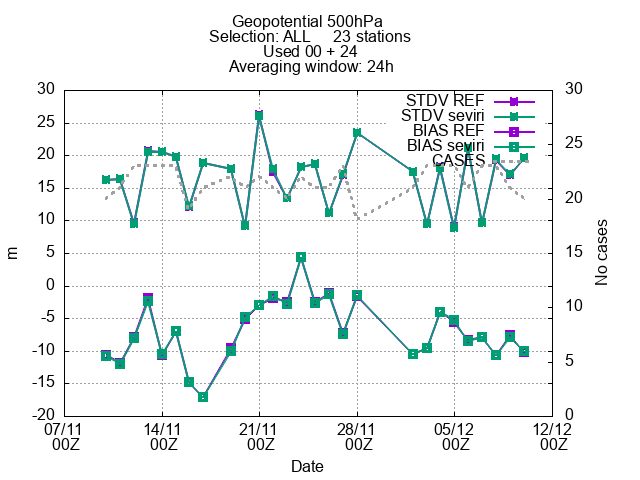 Geopotential 500hPa
Selection: ALL     23 stations
Used 00 + 24
Averaging window: 24h
30
25
20
15
10
5
0
-5
-10
-15
-20
m
STDV REF
STDV seviri
BIAS REF
BIAS seviri
CASES
30
25
20
15
10
5
0
No cases
07/11 14/11 21/11 28/11 05/12 12/12
00Z 00Z 00Z 00Z 00Z 00Z
Date